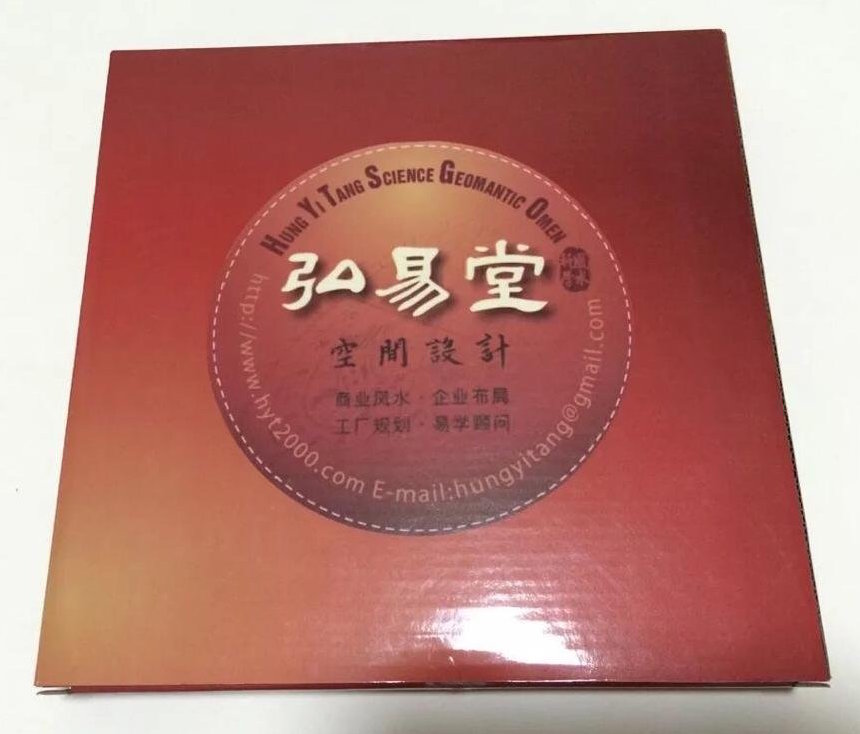 HUNG YI TANG SCIENCE GEOMANTIC OMEN
弘易堂
空間設計
商业风水·企业布局
工厂规划·易学顾问
http://www.hyt2000.com E-mail:hungyitang@gmail.com